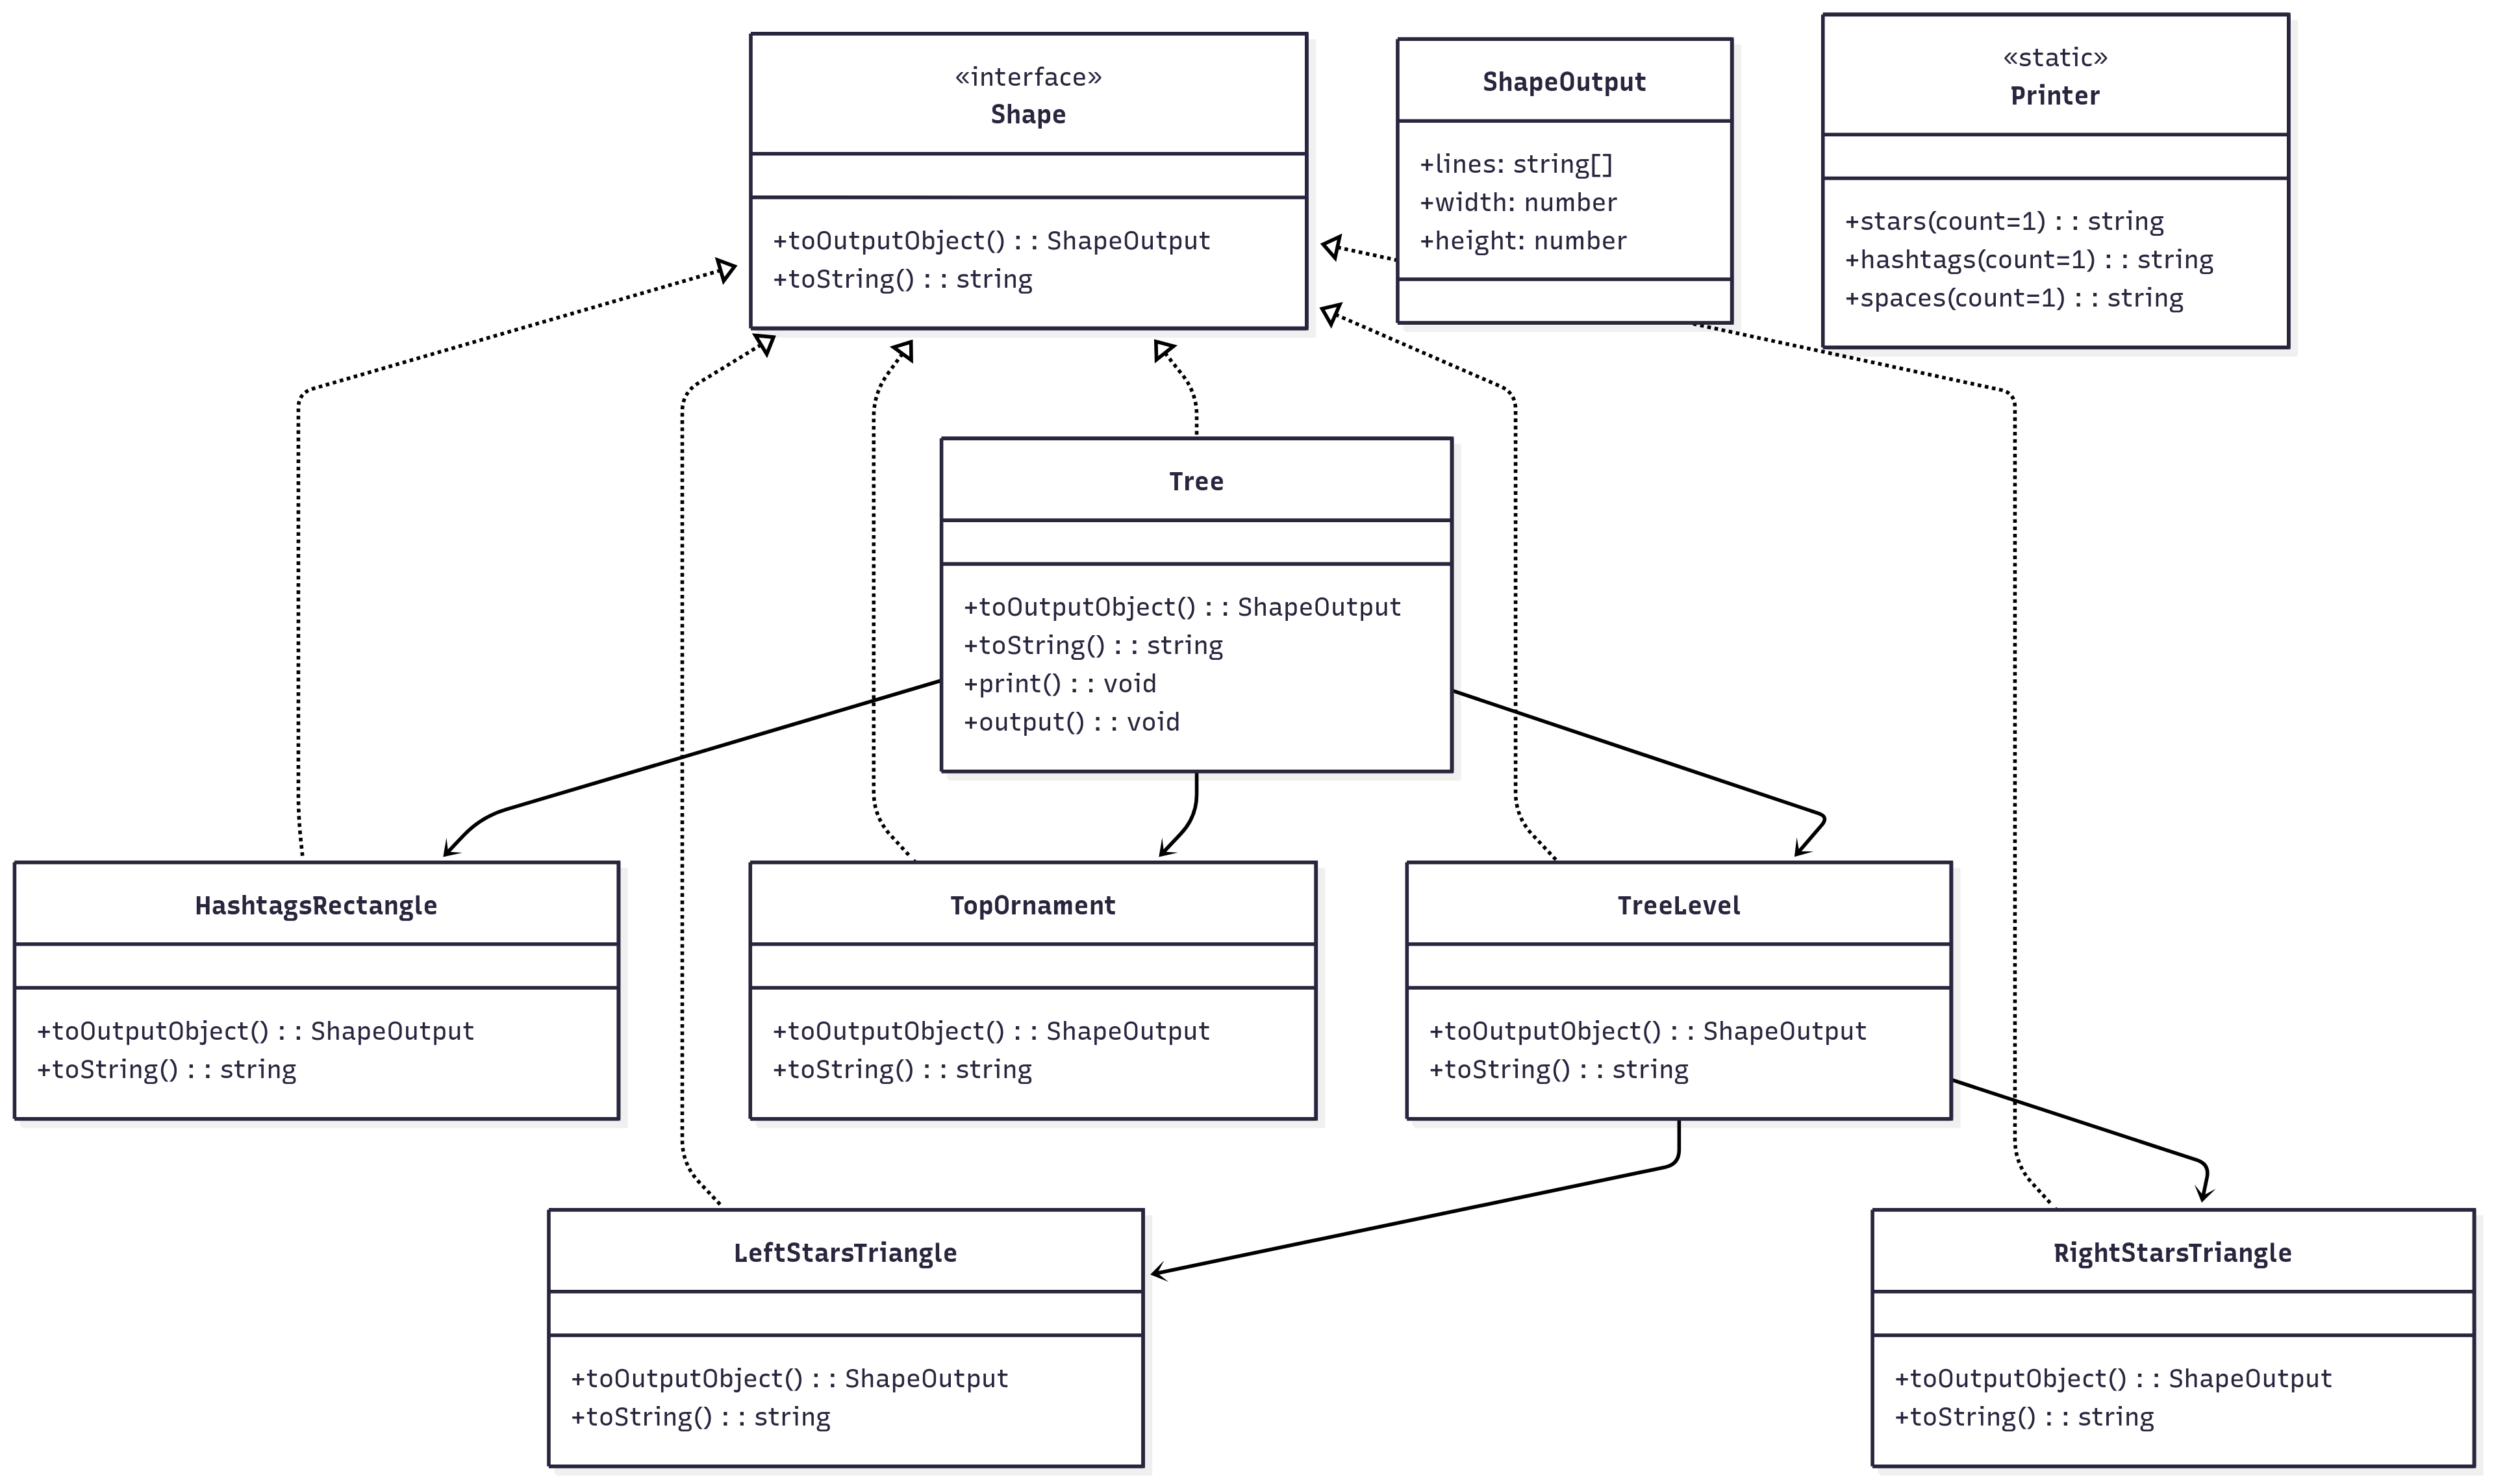 «interface»
Shape
+toOutputObject() : : ShapeOutput
+toString() : : string
ShapeOutput
+lines: string[]
+width: number
+height: number
«static»
Printer
+stars(count=1) : : string
+hashtags(count=1) : : string
+spaces(count=1) : : string
Tree
+toOutputObject() : : ShapeOutput
+toString() : : string
+print() : : void
+output() : : void
HashtagsRectangle
+toOutputObject() : : ShapeOutput
+toString() : : string
TopOrnament
+toOutputObject() : : ShapeOutput
+toString() : : string
TreeLevel
+toOutputObject() : : ShapeOutput
+toString() : : string
LeftStarsTriangle
+toOutputObject() : : ShapeOutput
+toString() : : string
RightStarsTriangle
+toOutputObject() : : ShapeOutput
+toString() : : string